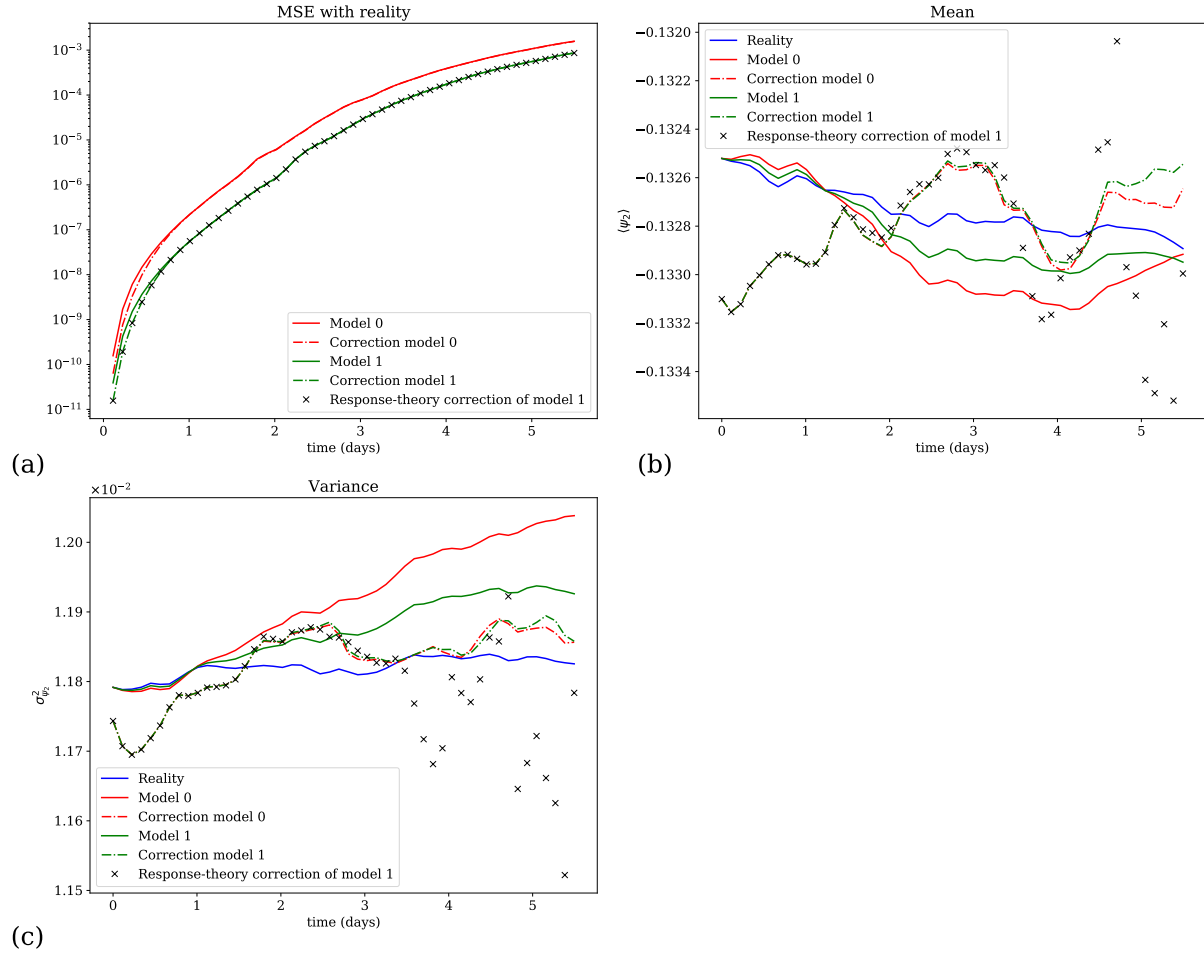 MSE with reality
10⁻³
10⁻⁴
10⁻⁵
10⁻⁶
10⁻⁷
10⁻⁸
10⁻⁹
10⁻¹⁰
10⁻¹¹
Model 0
Correction model 0
Model 1
Correction model 1
Response-theory correction of model 1
0 1 2 3 4 5
time (days)
(a)
Mean
−0.1320
−0.1322
−0.1324
−0.1326
−0.1328
−0.1330
−0.1332
−0.1334
⟨ψ₂⟩
Reality
Model 0
Correction model 0
Model 1
Correction model 1
Response-theory correction of model 1
0 1 2 3 4 5
time (days)
(b)
×10⁻²
Variance
1.20
1.19
1.18
1.17
1.16
1.15
σ²_ψ₂
Reality
Model 0
Correction model 0
Model 1
Correction model 1
Response-theory correction of model 1
0 1 2 3 4 5
time (days)
(c)